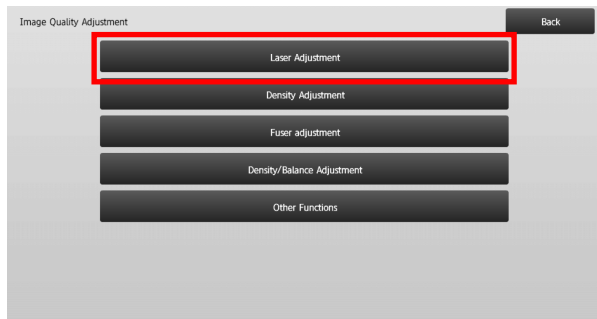 Image Quality Adjustment
Back
Laser Adjustment
Density Adjustment
Fuser adjustment
Density/Balance Adjustment
Other Functions